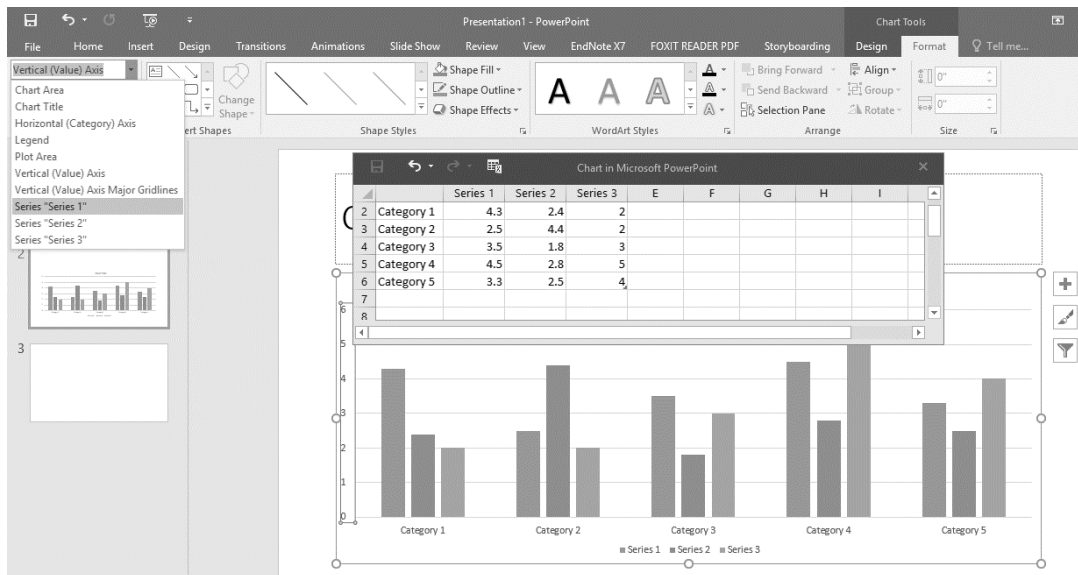 Presentation1 - PowerPoint
Chart Tools
File Home Insert Design Transitions Animations Slide Show Review View EndNote X7 FOXIT READER PDF Storyboarding Design Format Tell me...
Vertical (Value) Axis
Chart Area
Chart Title
Horizontal (Category) Axis
Legend
Plot Area
Vertical (Value) Axis
Vertical (Value) Axis Major Gridlines
Series "Series 1"
Series "Series 2"
Series "Series 3"
Change
Shape
ert Shapes
Shape Fill
Shape Outline
Shape Effects
Shape Styles
A A A
A
A
A
WordArt Styles
Bring Forward
Send Backward
Selection Pane
Align
Group
Rotate
Arrange
0"
0"
Size
2
3
Chart in Microsoft PowerPoint
Series 1 Series 2 Series 3 E F G H I
2 Category 1 4.3 2.4 2
3 Category 2 2.5 4.4 2
4 Category 3 3.5 1.8 3
5 Category 4 4.5 2.8 5
6 Category 5 3.3 2.5 4
7
8
6
5
4
3
2
1
0
Category 1 Category 2 Category 3 Category 4 Category 5
Series 1 Series 2 Series 3